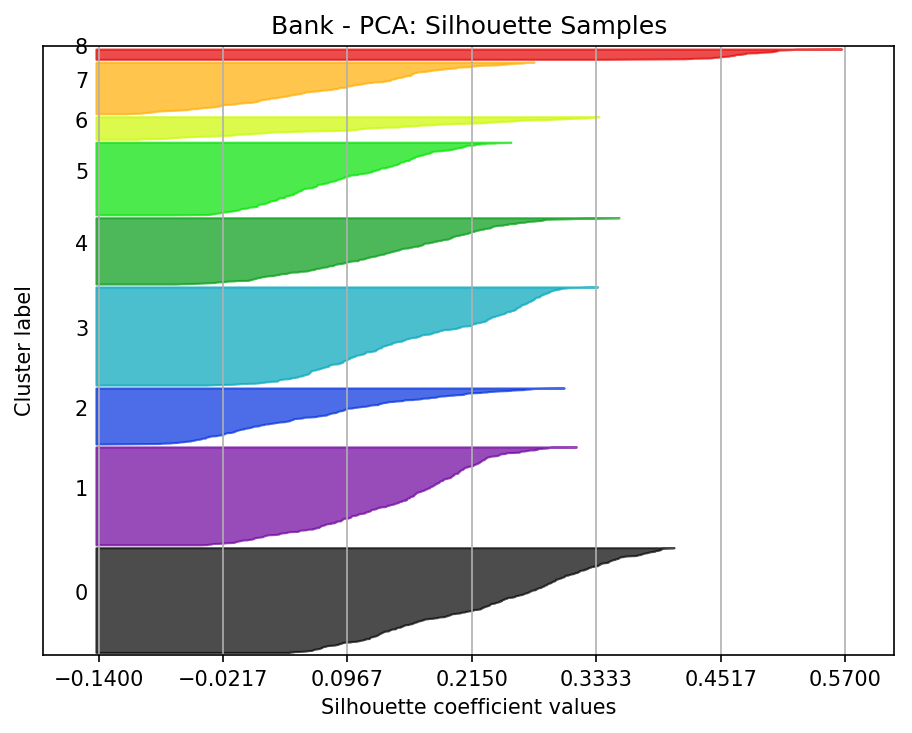 Bank - PCA: Silhouette Samples
8
7
6
5
4
3
2
1
0
Cluster label
−0.1400 −0.0217 0.0967 0.2150 0.3333 0.4517 0.5700
Silhouette coefficient values